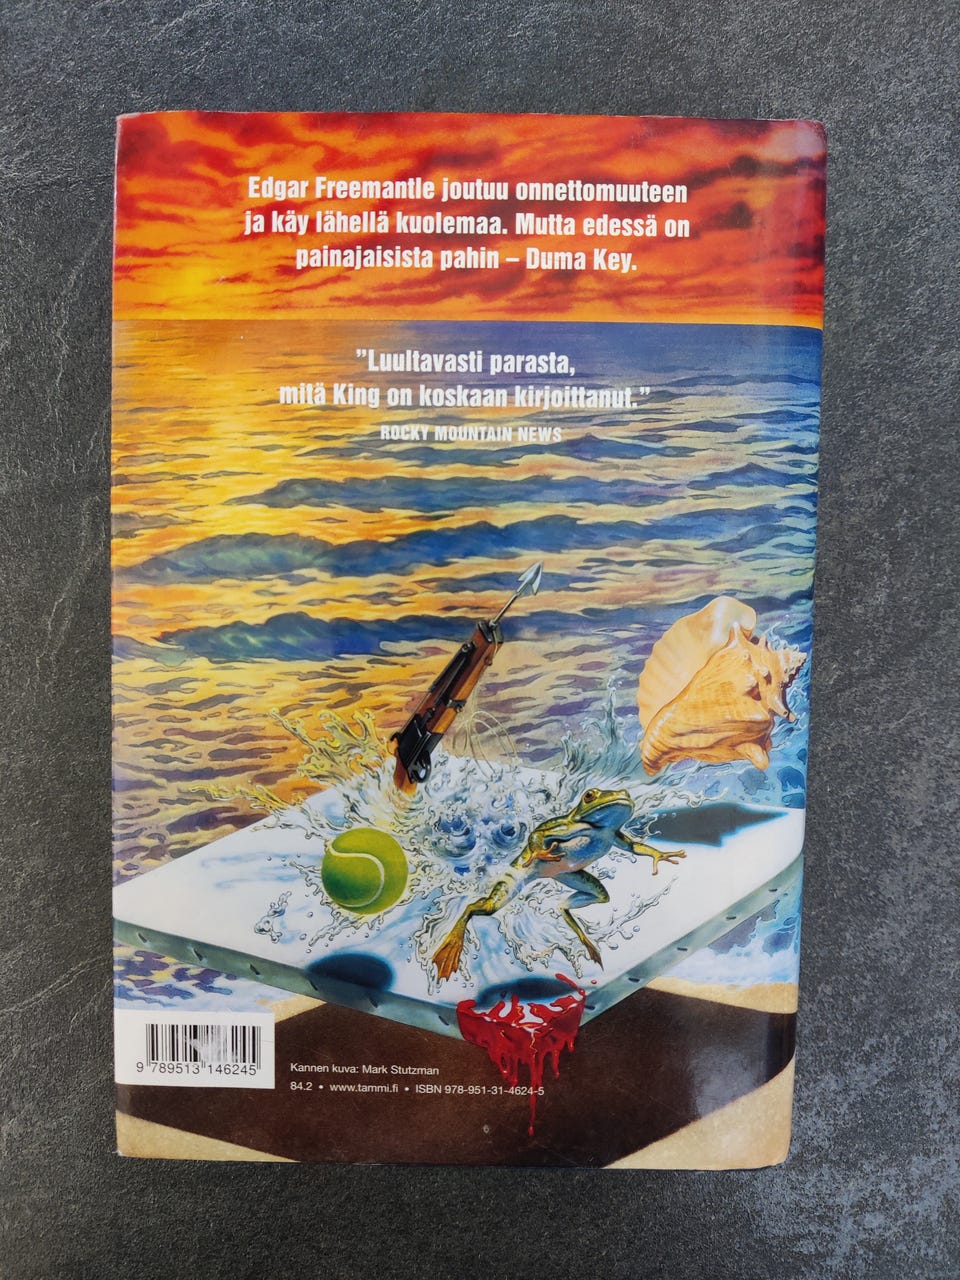 Edgar Freemantle joutuu onnettomuuteen
ja käy lähellä kuolemaa. Mutta edessä on
painajaisista pahin – Duma Key.
”Luultavasti parasta,
mitä King on koskaan kirjoittanut.”
ROCKY MOUNTAIN NEWS
9 789513 146245
Kannen kuva: Mark Stutzman
84.2 • www.tammi.fi • ISBN 978-951-31-4624-5